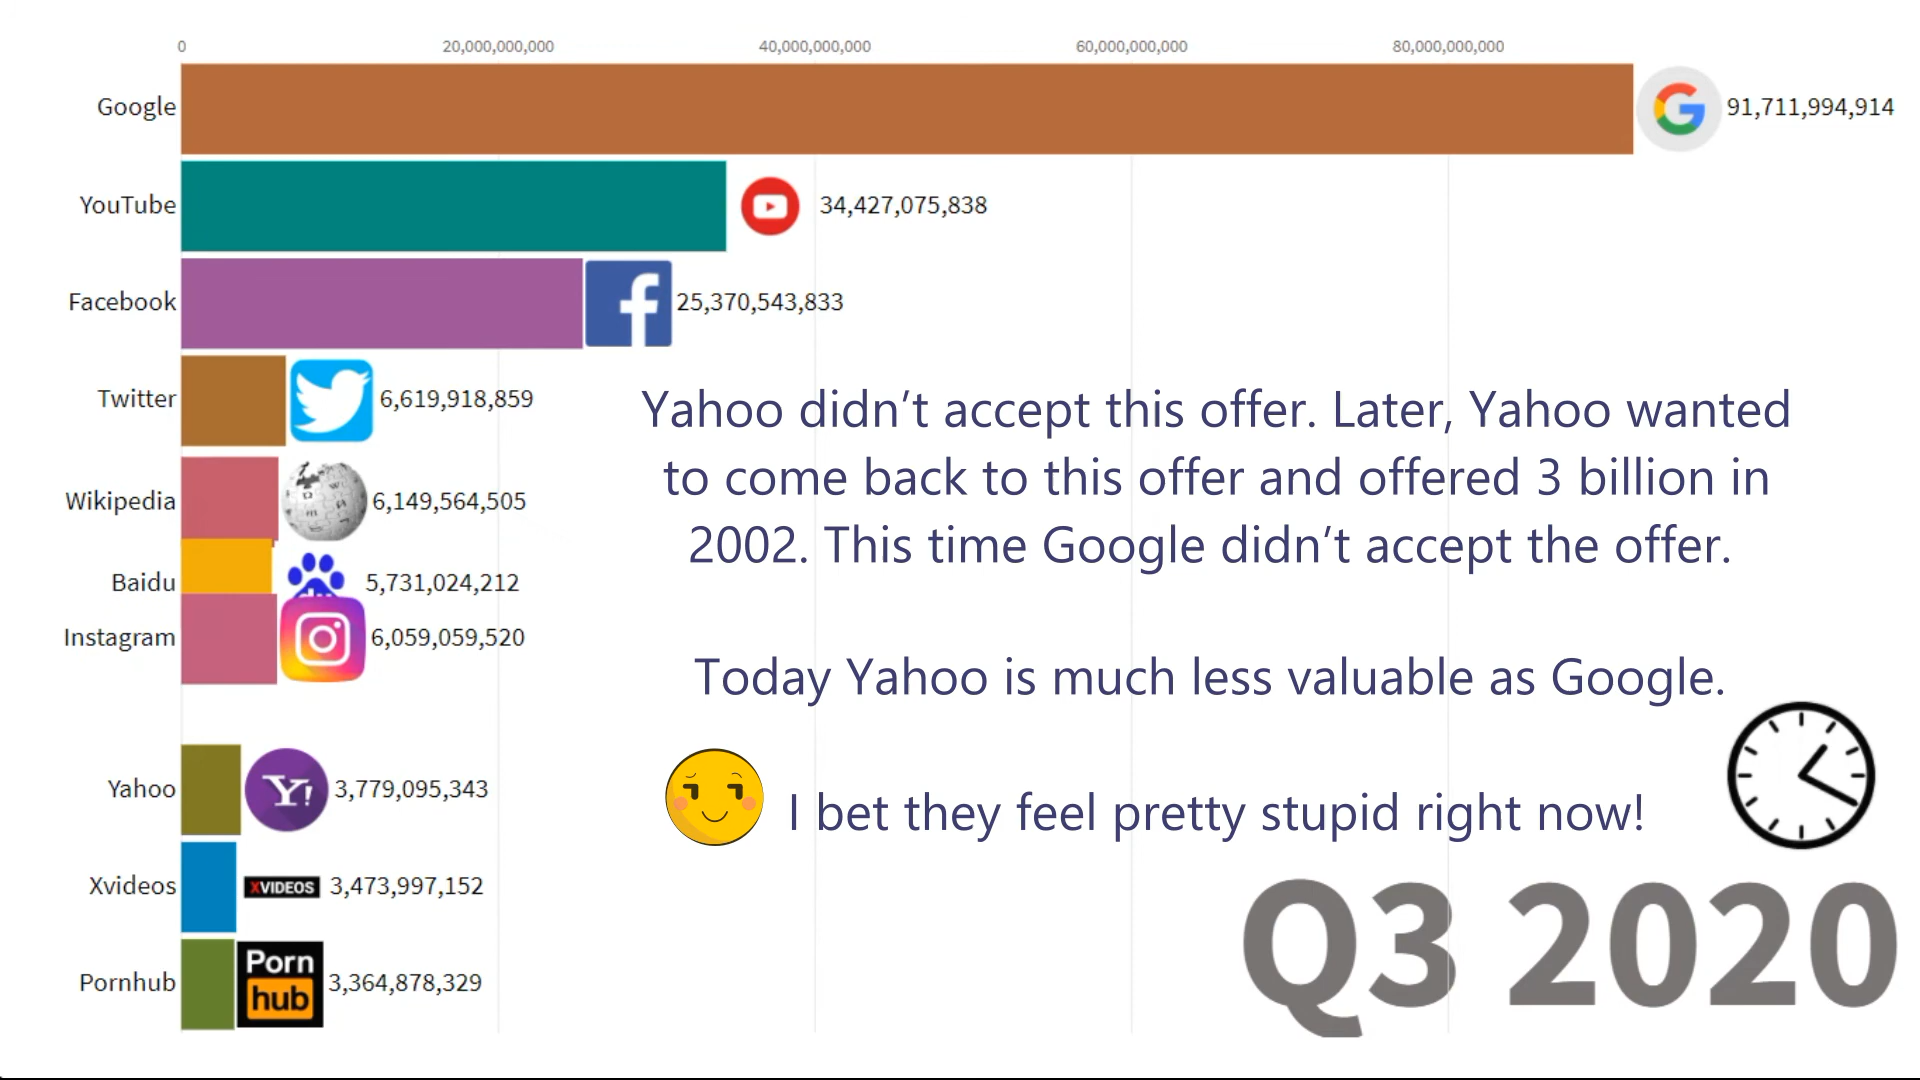 0 20,000,000,000 40,000,000,000 60,000,000,000 80,000,000,000
Google 91,711,994,914
YouTube 34,427,075,838
Facebook 25,370,543,833
Twitter 6,619,918,859
Wikipedia 6,149,564,505
Baidu du 5,731,024,212
Instagram 6,059,059,520
Yahoo Y! 3,779,095,343
Xvideos XVIDEOS 3,473,997,152
Pornhub Porn hub 3,364,878,329
Yahoo didn’t accept this offer. Later, Yahoo wanted
to come back to this offer and offered 3 billion in
2002. This time Google didn’t accept the offer.
Today Yahoo is much less valuable as Google.
I bet they feel pretty stupid right now!
Q3 2020